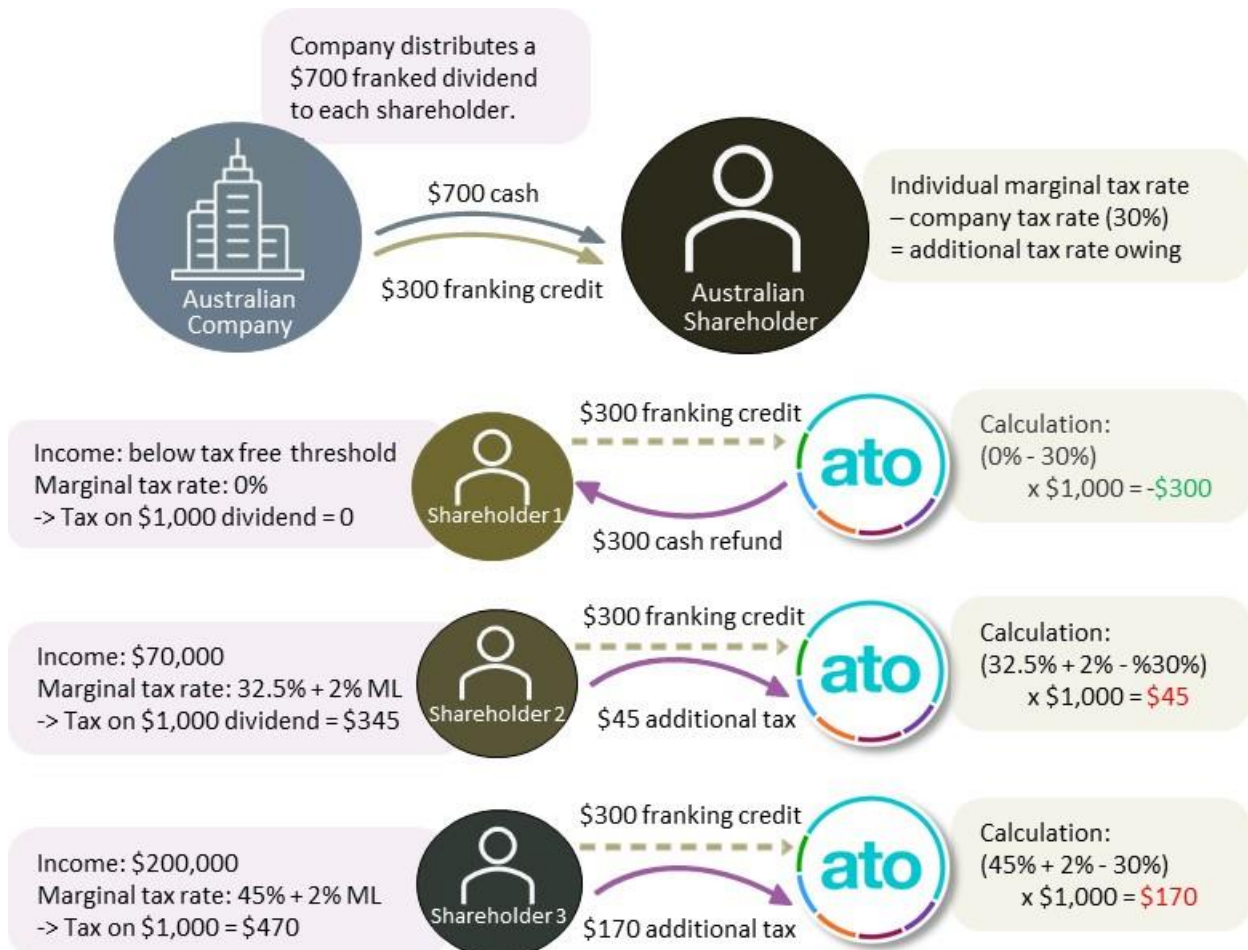 Company distributes a
$700 franked dividend
to each shareholder.
$700 cash
$300 franking credit
Australian
Company
Australian
Shareholder
Individual marginal tax rate
– company tax rate (30%)
= additional tax rate owing
Income: below tax free threshold
Marginal tax rate: 0%
-> Tax on $1,000 dividend = 0
Shareholder 1
$300 franking credit
$300 cash refund
ato
Calculation:
(0% - 30%)
x $1,000 = -$300
Income: $70,000
Marginal tax rate: 32.5% + 2% ML
-> Tax on $1,000 dividend = $345
Shareholder 2
$300 franking credit
$45 additional tax
ato
Calculation:
(32.5% + 2% - %30%)
x $1,000 = $45
Income: $200,000
Marginal tax rate: 45% + 2% ML
-> Tax on $1,000 = $470
Shareholder 3
$300 franking credit
$170 additional tax
ato
Calculation:
(45% + 2% - 30%)
x $1,000 = $170